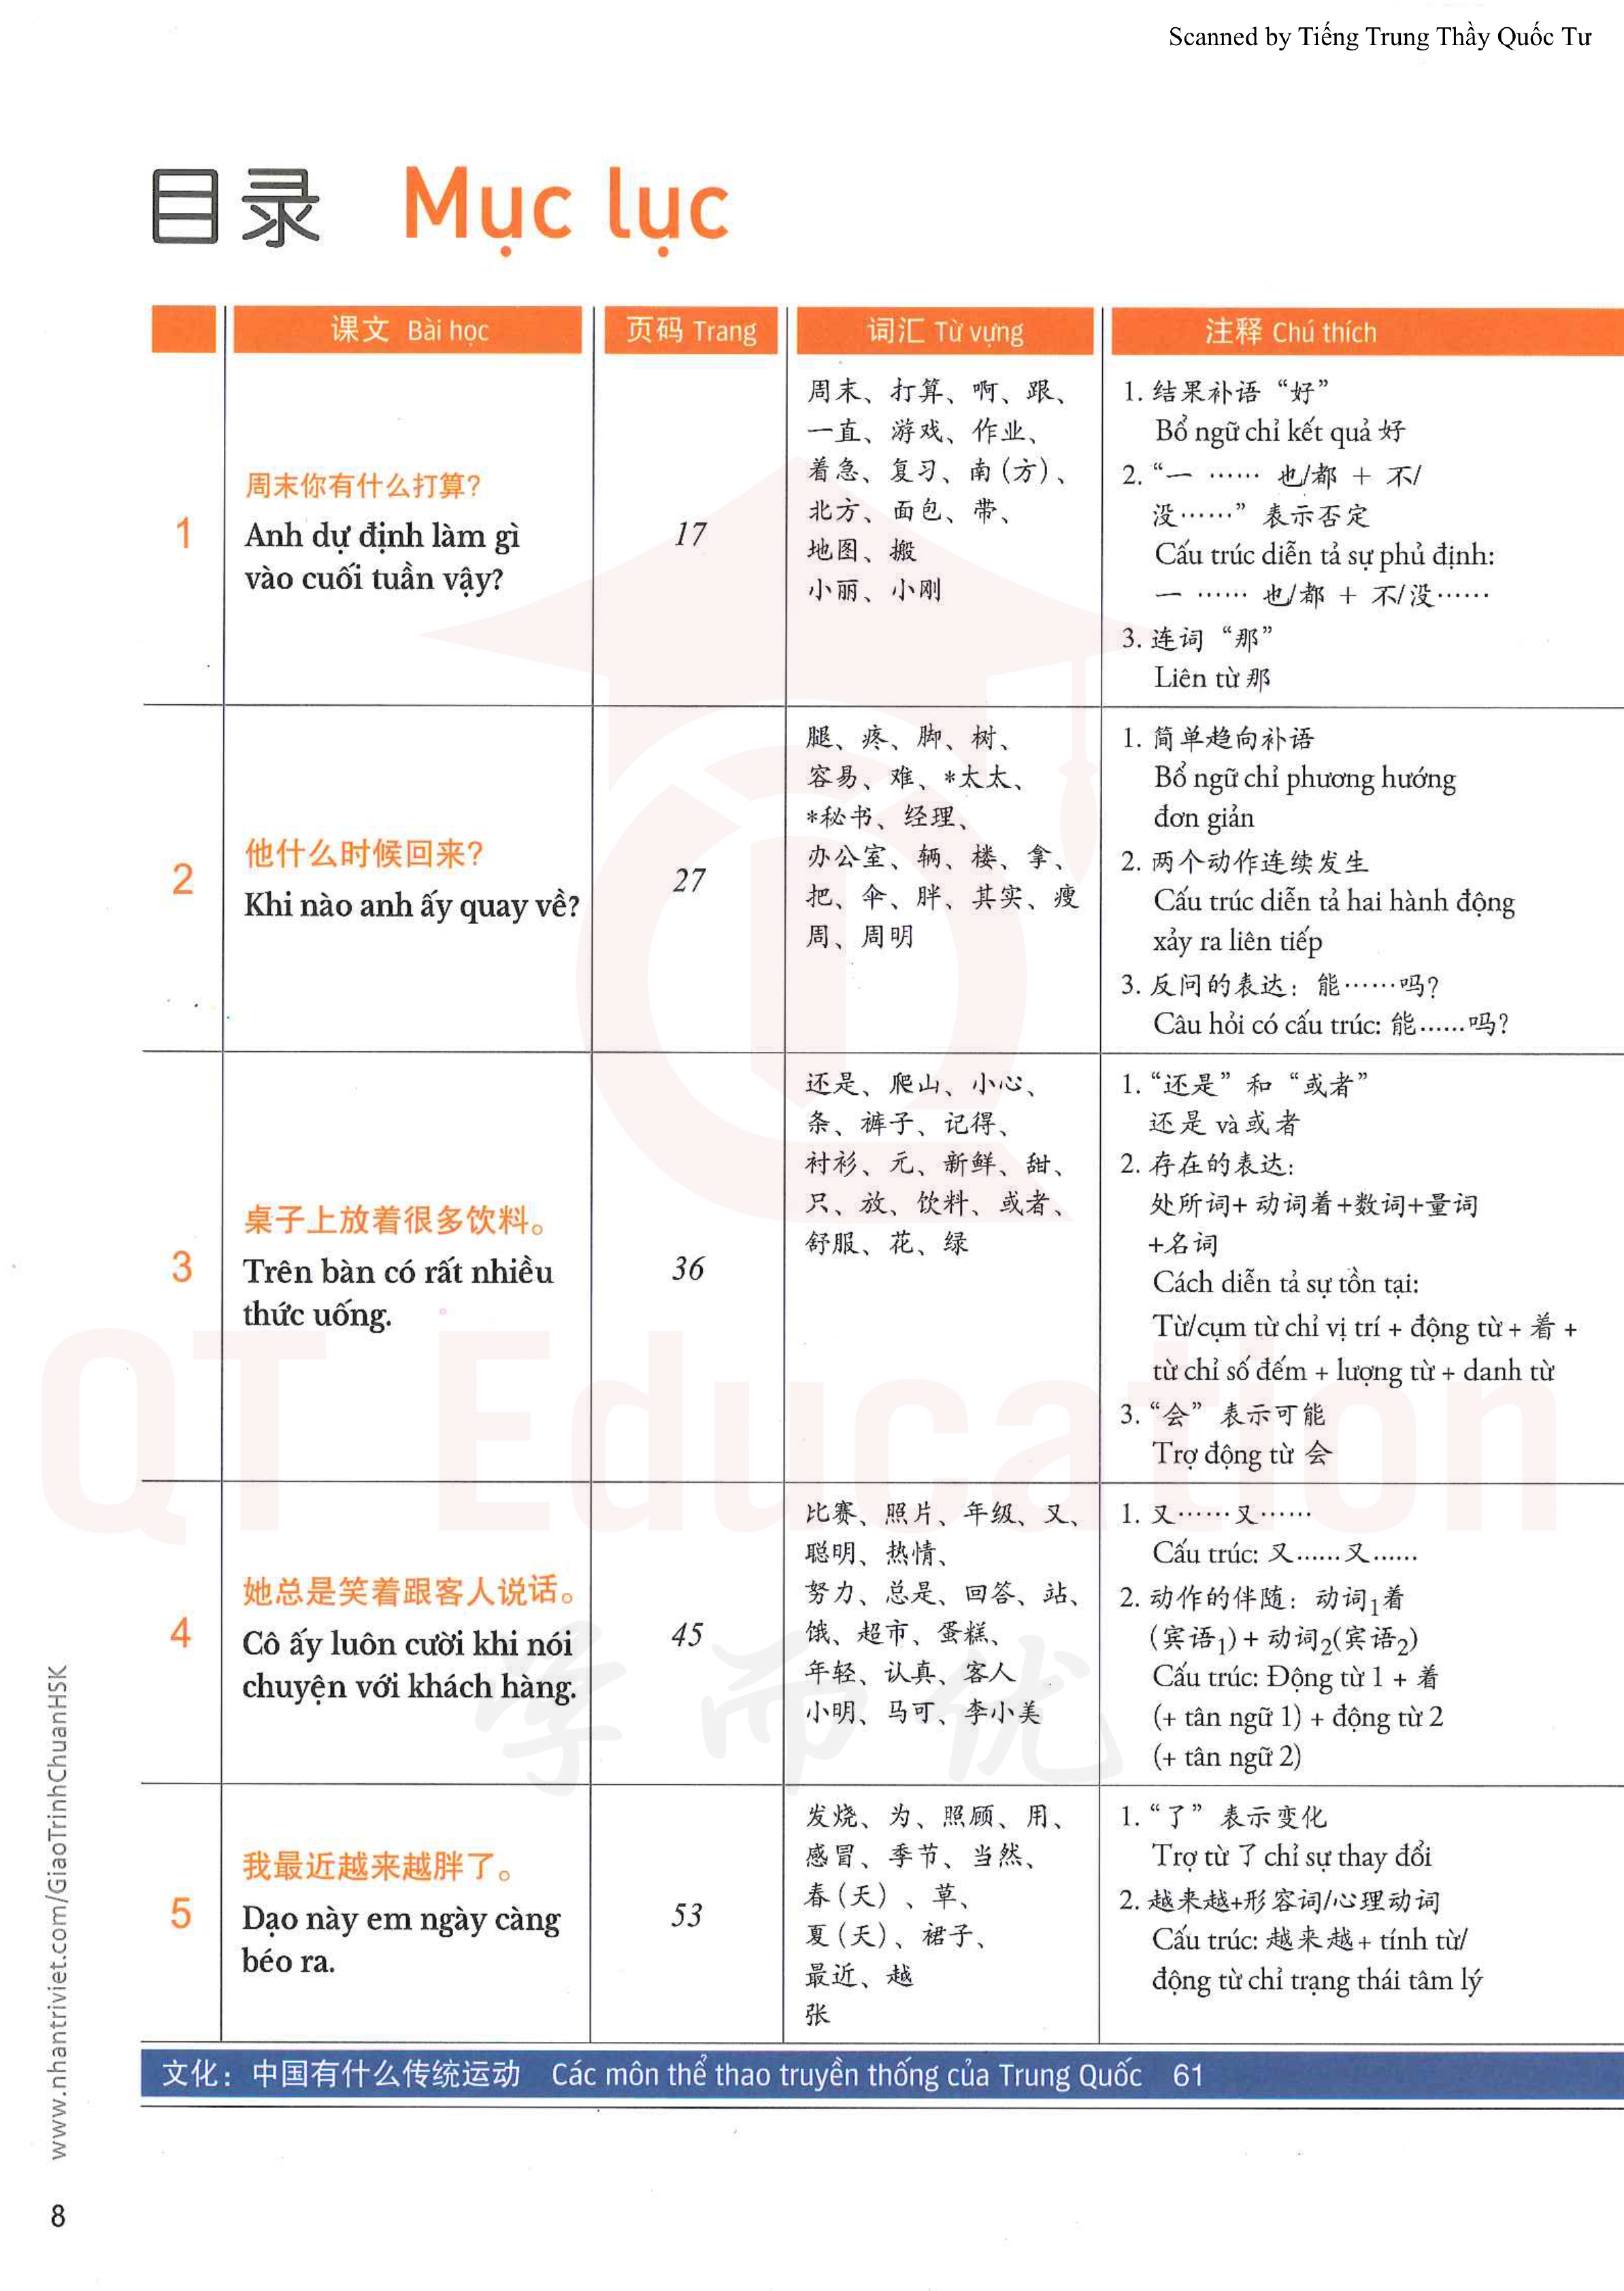 Scanned by Tiếng Trung Thầy Quốc Tư
目录 Mục lục
课文 Bài học
页码 Trang
词汇 Từ vựng
注释 Chú thích
1
周末你有什么打算?
Anh dự định làm gì
vào cuối tuần vậy?
17
周末、打算、啊、跟、
一直、游戏、作业、
着急、复习、南(方)、
北方、面包、带、
地图、搬
小丽、小刚
1. 结果补语“好”
Bổ ngữ chỉ kết quả 好
2. “一 …… 也/都 + 不/
没……”表示否定
Cấu trúc diễn tả sự phủ định:
一 …… 也/都 + 不/没……
3. 连词“那”
Liên từ 那
2
他什么时候回来?
Khi nào anh ấy quay về?
27
腿、疼、脚、树、
容易、难、*太太、
*秘书、经理、
办公室、辆、楼、拿、
把、伞、胖、其实、瘦
周、周明
1. 简单趋向补语
Bổ ngữ chỉ phương hướng
đơn giản
2. 两个动作连续发生
Cấu trúc diễn tả hai hành động
xảy ra liên tiếp
3. 反问的表达: 能……吗?
Câu hỏi có cấu trúc: 能……吗?
3
桌子上放着很多饮料。
Trên bàn có rất nhiều
thức uống.
36
还是、爬山、小心、
条、裤子、记得、
衬衫、元、新鲜、甜、
只、放、饮料、或者、
舒服、花、绿
1. “还是”和“或者”
还是 và 或者
2. 存在的表达:
处所词+ 动词着+数词+量词
+名词
Cách diễn tả sự tồn tại:
Từ/cụm từ chỉ vị trí + động từ + 着 +
từ chỉ số đếm + lượng từ + danh từ
3. “会”表示可能
Trợ động từ 会
4
她总是笑着跟客人说话。
Cô ấy luôn cười khi nói
chuyện với khách hàng.
45
比赛、照片、年级、又、
聪明、热情、
努力、总是、回答、站、
饿、超市、蛋糕、
年轻、认真、客人
小明、马可、李小美
1. 又……又……
Cấu trúc: 又……又……
2. 动作的伴随: 动词1着
(宾语1) + 动词2(宾语2)
Cấu trúc: Động từ 1 + 着
(+ tân ngữ 1) + động từ 2
(+ tân ngữ 2)
5
我最近越来越胖了。
Dạo này em ngày càng
béo ra.
53
发烧、为、照顾、用、
感冒、季节、当然、
春(天)、草、
夏(天)、裙子、
最近、越
张
1. “了”表示变化
Trợ từ 了 chỉ sự thay đổi
2. 越来越+形容词/心理动词
Cấu trúc: 越来越+ tính từ/
động từ chỉ trạng thái tâm lý
文化: 中国有什么传统运动 Các môn thể thao truyền thống của Trung Quốc 61
www.nhantriviet.com/GiaoTrinhChuanHSK
8
QT Education
学而优